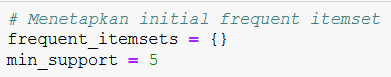 # Menetapkan initial frequent itemset
frequent_itemsets = {}
min_support = 5